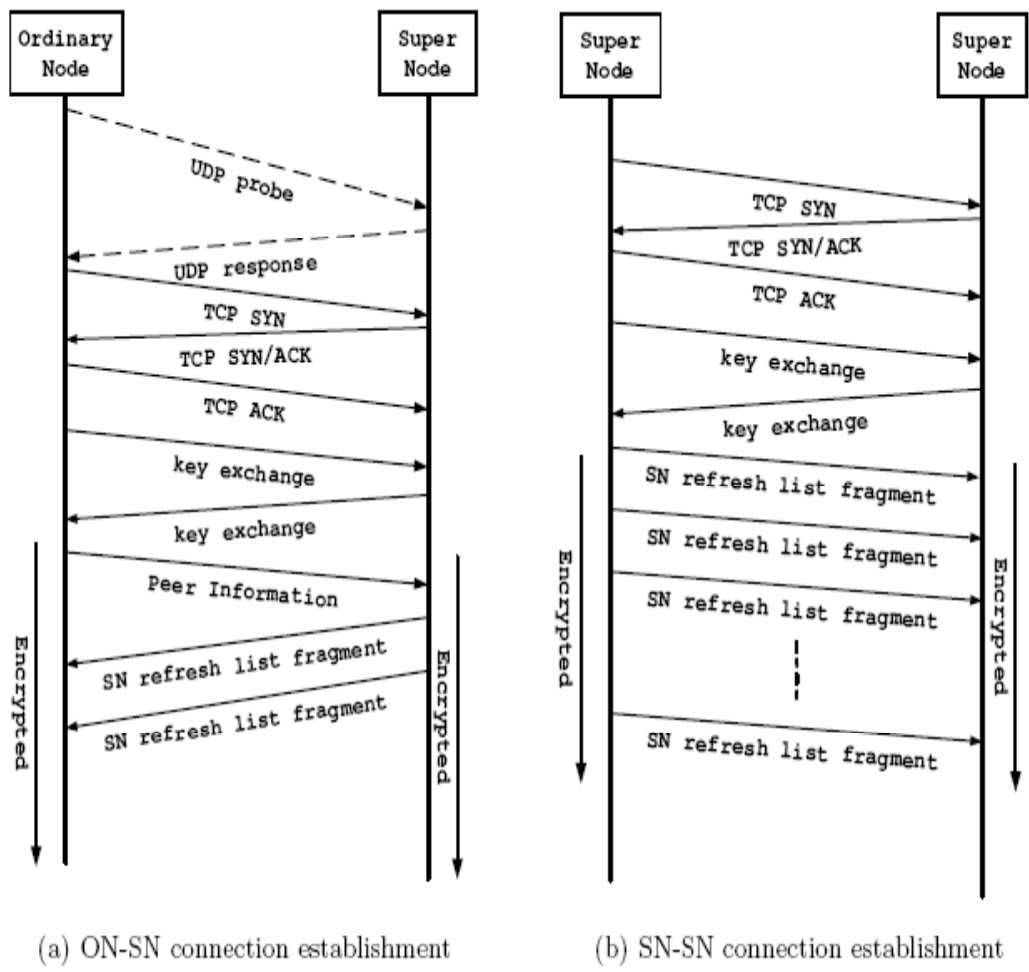 Ordinary
Node
Super
Node
UDP probe
UDP response
TCP SYN
TCP SYN/ACK
TCP ACK
key exchange
key exchange
Peer Information
SN refresh list fragment
SN refresh list fragment
Encrypted
Encrypted
(a) ON-SN connection establishment
Super
Node
Super
Node
TCP SYN
TCP SYN/ACK
TCP ACK
key exchange
key exchange
SN refresh list fragment
SN refresh list fragment
SN refresh list fragment
SN refresh list fragment
Encrypted
Encrypted
(b) SN-SN connection establishment